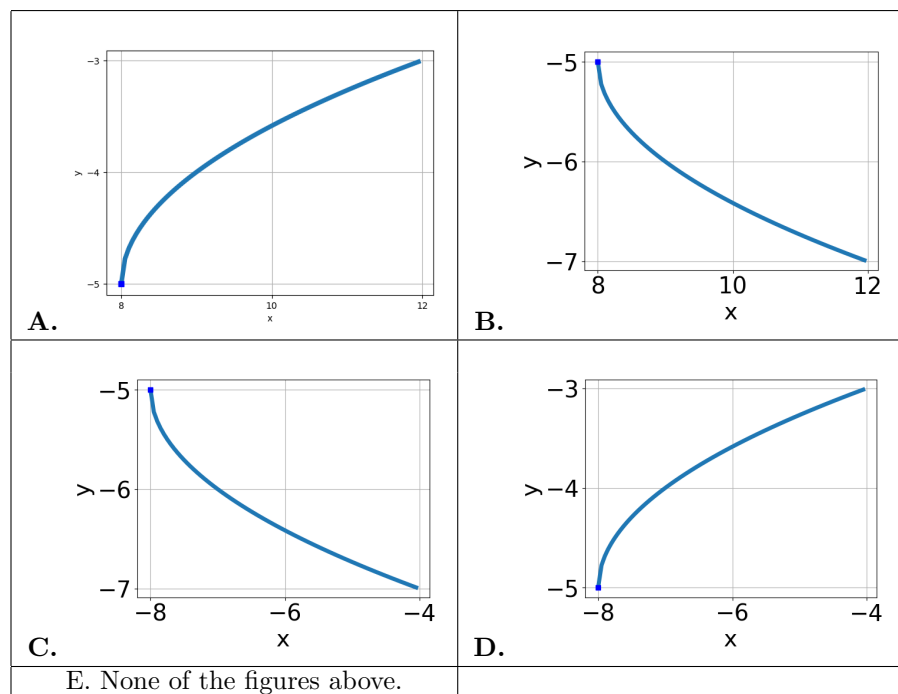 −3
y −4
−5
8 10 12
x
A.
−5
y −6
−7
8 10 12
x
B.
−5
y −6
−7
−8 −6 −4
x
C.
−3
y −4
−5
−8 −6 −4
x
D.
E. None of the figures above.